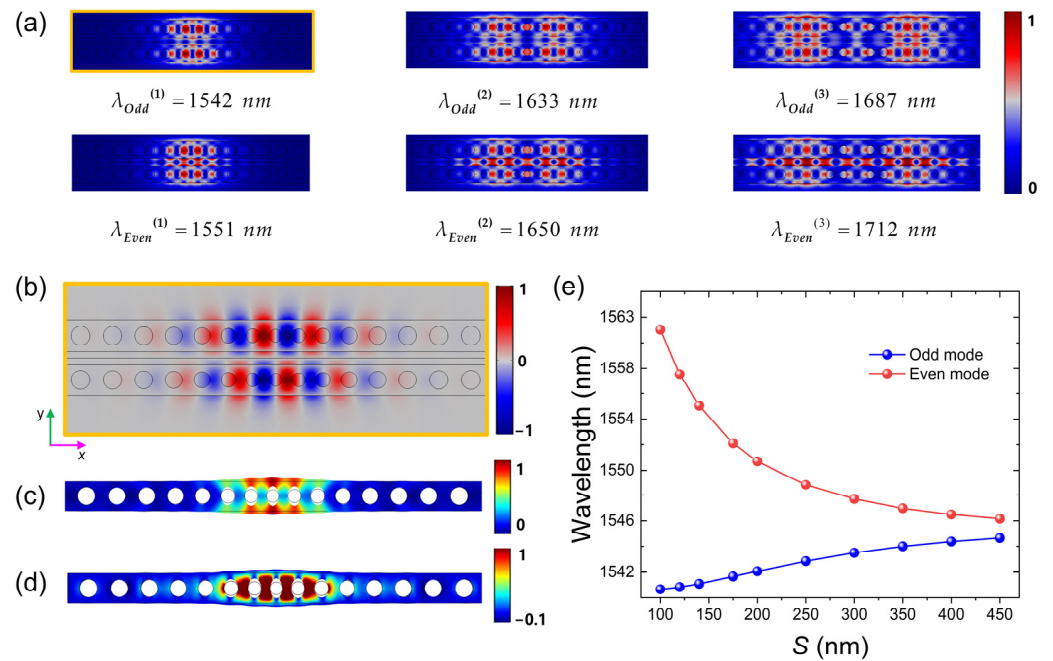 (a)
1
0
λOdd(1) = 1542 nm
λOdd(2) = 1633 nm
λOdd(3) = 1687 nm
λEven(1) = 1551 nm
λEven(2) = 1650 nm
λEven(3) = 1712 nm
(b)
1
0
−1
y
x
(c)
1
0
(d)
1
−0.1
(e)
Wavelength (nm)
1563
1558
1554
1550
1546
1542
Odd mode
Even mode
100 150 200 250 300 350 400 450
S (nm)